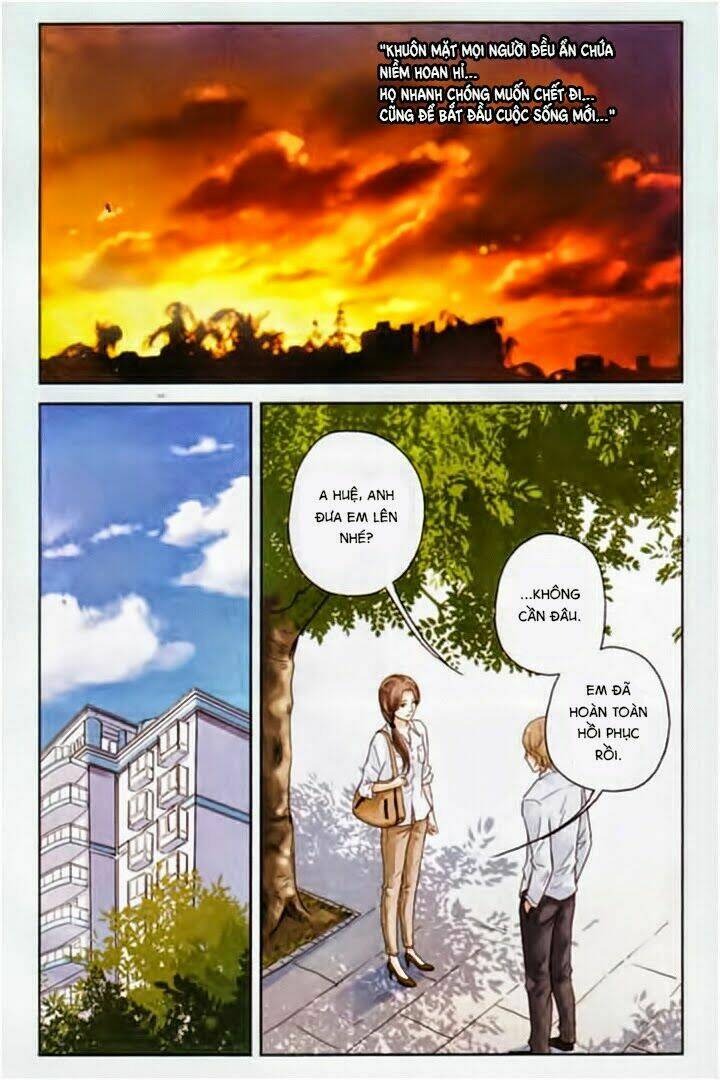 "KHUÔN MẶT MỌI NGƯỜI ĐỀU ẨN CHỨA
NIỀM HOAN HỈ...
HỌ NHANH CHÓNG MUỐN CHẾT ĐI...
CŨNG ĐỂ BẮT ĐẦU CUỘC SỐNG MỚI..."
A HUỆ, ANH
ĐƯA EM LÊN
NHÉ?
...KHÔNG
CẦN ĐÂU.
EM ĐÃ
HOÀN TOÀN
HỒI PHỤC
RỒI.